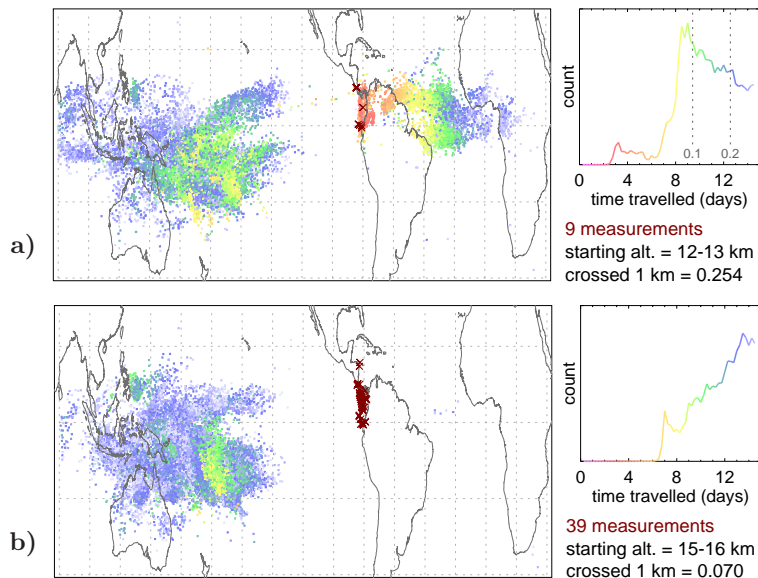 a)
count
0.1 0.2
0 4 8 12
time travelled (days)
9 measurements
starting alt. = 12-13 km
crossed 1 km = 0.254
b)
count
0 4 8 12
time travelled (days)
39 measurements
starting alt. = 15-16 km
crossed 1 km = 0.070